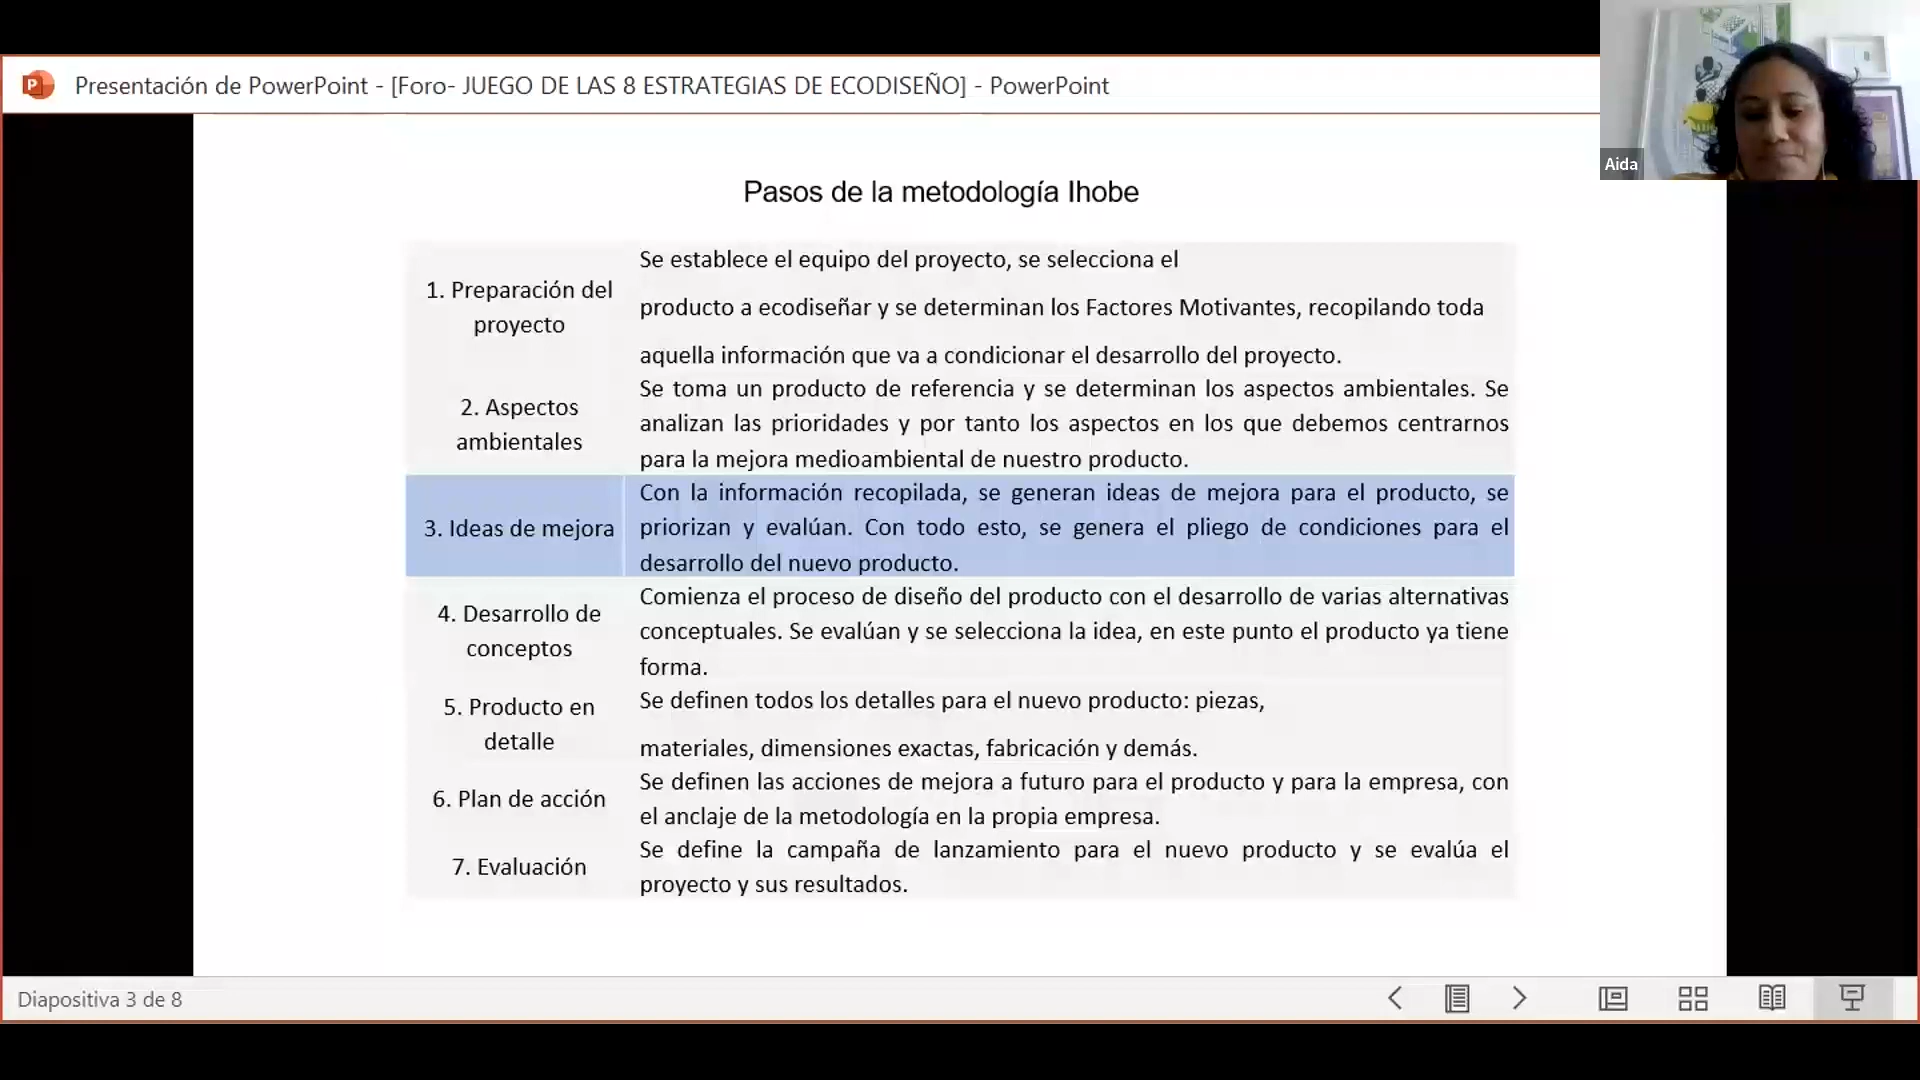 Presentación de PowerPoint - [Foro- JUEGO DE LAS 8 ESTRATEGIAS DE ECODISEÑO] - PowerPoint
Aida
Pasos de la metodología Ihobe
1. Preparación del
proyecto
Se establece el equipo del proyecto, se selecciona el
producto a ecodiseñar y se determinan los Factores Motivantes, recopilando toda
aquella información que va a condicionar el desarrollo del proyecto.
2. Aspectos
ambientales
Se toma un producto de referencia y se determinan los aspectos ambientales. Se
analizan las prioridades y por tanto los aspectos en los que debemos centrarnos
para la mejora medioambiental de nuestro producto.
3. Ideas de mejora
Con la información recopilada, se generan ideas de mejora para el producto, se
priorizan y evalúan. Con todo esto, se genera el pliego de condiciones para el
desarrollo del nuevo producto.
4. Desarrollo de
conceptos
Comienza el proceso de diseño del producto con el desarrollo de varias alternativas
conceptuales. Se evalúan y se selecciona la idea, en este punto el producto ya tiene
forma.
5. Producto en
detalle
Se definen todos los detalles para el nuevo producto: piezas,
materiales, dimensiones exactas, fabricación y demás.
6. Plan de acción
Se definen las acciones de mejora a futuro para el producto y para la empresa, con
el anclaje de la metodología en la propia empresa.
7. Evaluación
Se define la campaña de lanzamiento para el nuevo producto y se evalúa el
proyecto y sus resultados.
Diapositiva 3 de 8